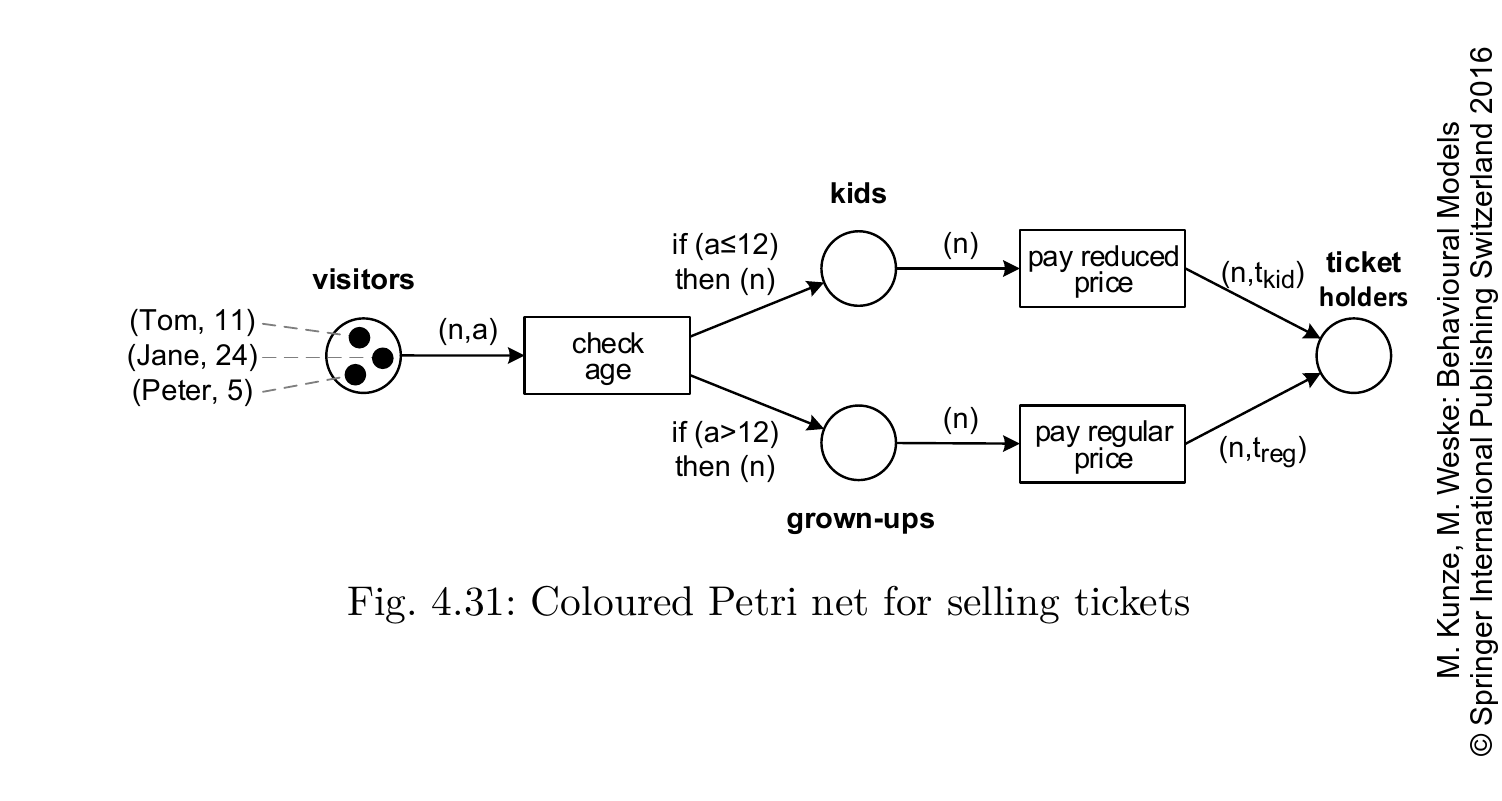 visitors
(Tom, 11)
(Jane, 24)
(Peter, 5)
(n,a)
check
age
if (a≤12)
then (n)
if (a>12)
then (n)
kids
grown-ups
(n)
(n)
pay reduced
price
pay regular
price
(n,tkid)
(n,treg)
ticket
holders
Fig. 4.31: Coloured Petri net for selling tickets
M. Kunze, M. Weske: Behavioural Models
© Springer International Publishing Switzerland 2016